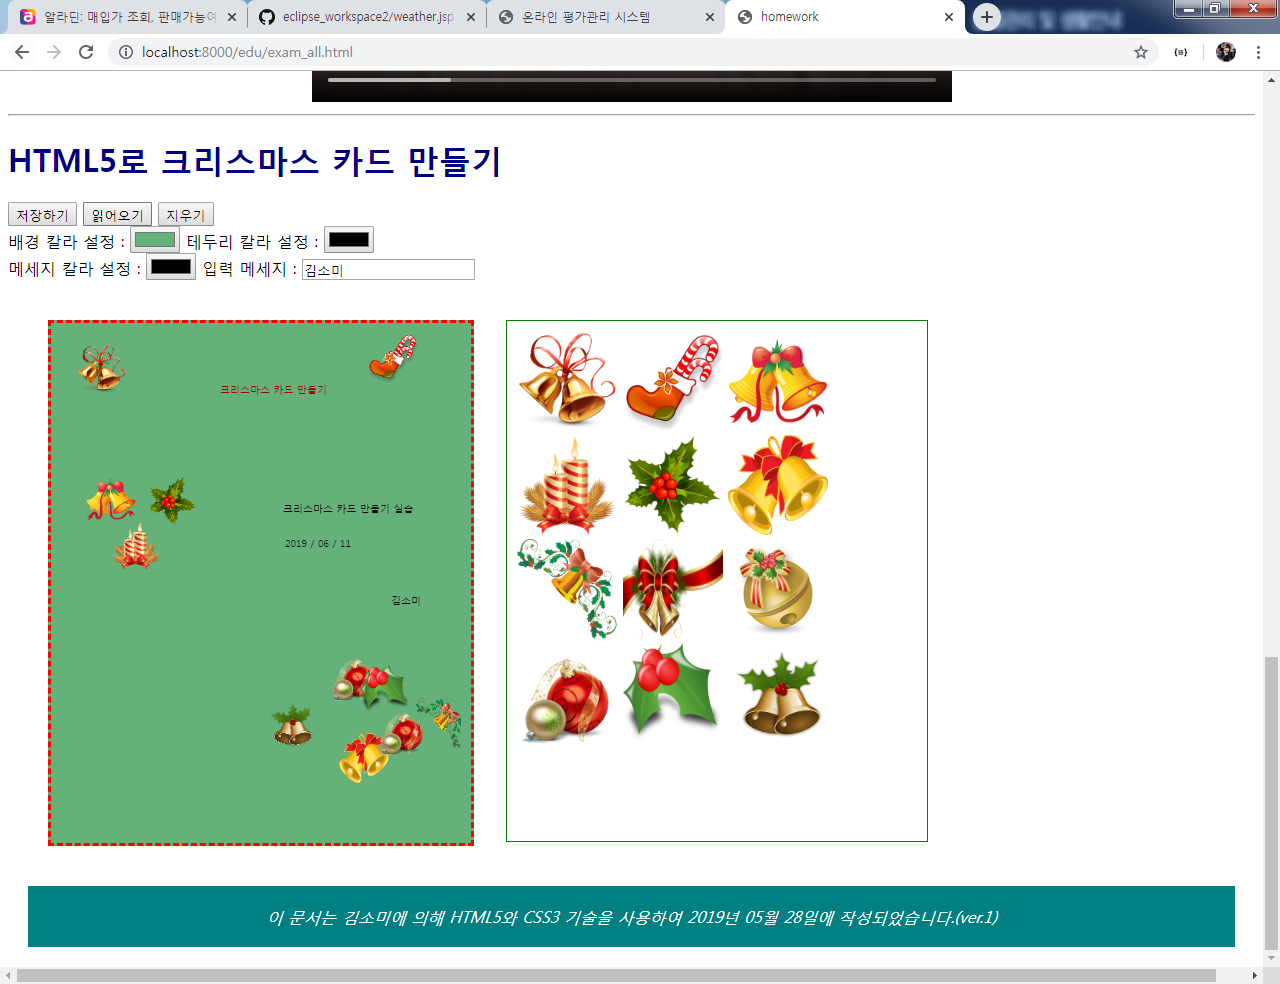 알라딘: 매입가 조회, 판매가능여
eclipse_workspace2/weather.jsp
온라인 평가관리 시스템
homework
localhost:8000/edu/exam_all.html
HTML5로 크리스마스 카드 만들기
저장하기 읽어오기 지우기
배경 칼라 설정 : 테두리 칼라 설정 :
메세지 칼라 설정 : 입력 메세지 : 김소미
크리스마스 카드 만들기
크리스마스 카드 만들기 실습
2019 / 06 / 11
김소미
이 문서는 김소미에 의해 HTML5와 CSS3 기술을 사용하여 2019년 05월 28일에 작성되었습니다.(ver.1)